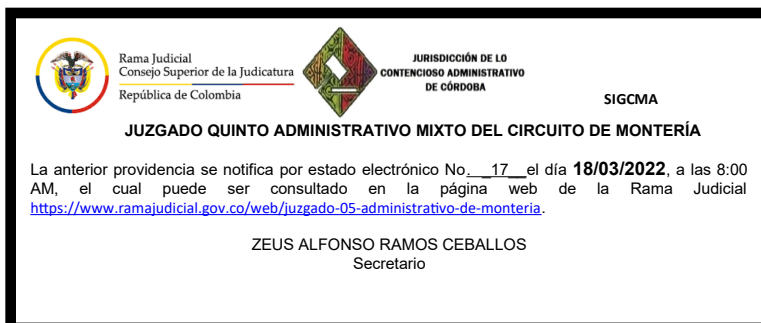 Rama Judicial
Consejo Superior de la Judicatura
República de Colombia
JURISDICCIÓN DE LO
CONTENCIOSO ADMINISTRATIVO
DE CÓRDOBA
SIGCMA
JUZGADO QUINTO ADMINISTRATIVO MIXTO DEL CIRCUITO DE MONTERÍA
La anterior providencia se notifica por estado electrónico No. _17__el día 18/03/2022, a las 8:00
AM, el cual puede ser consultado en la página web de la Rama Judicial
https://www.ramajudicial.gov.co/web/juzgado-05-administrativo-de-monteria.
ZEUS ALFONSO RAMOS CEBALLOS
Secretario